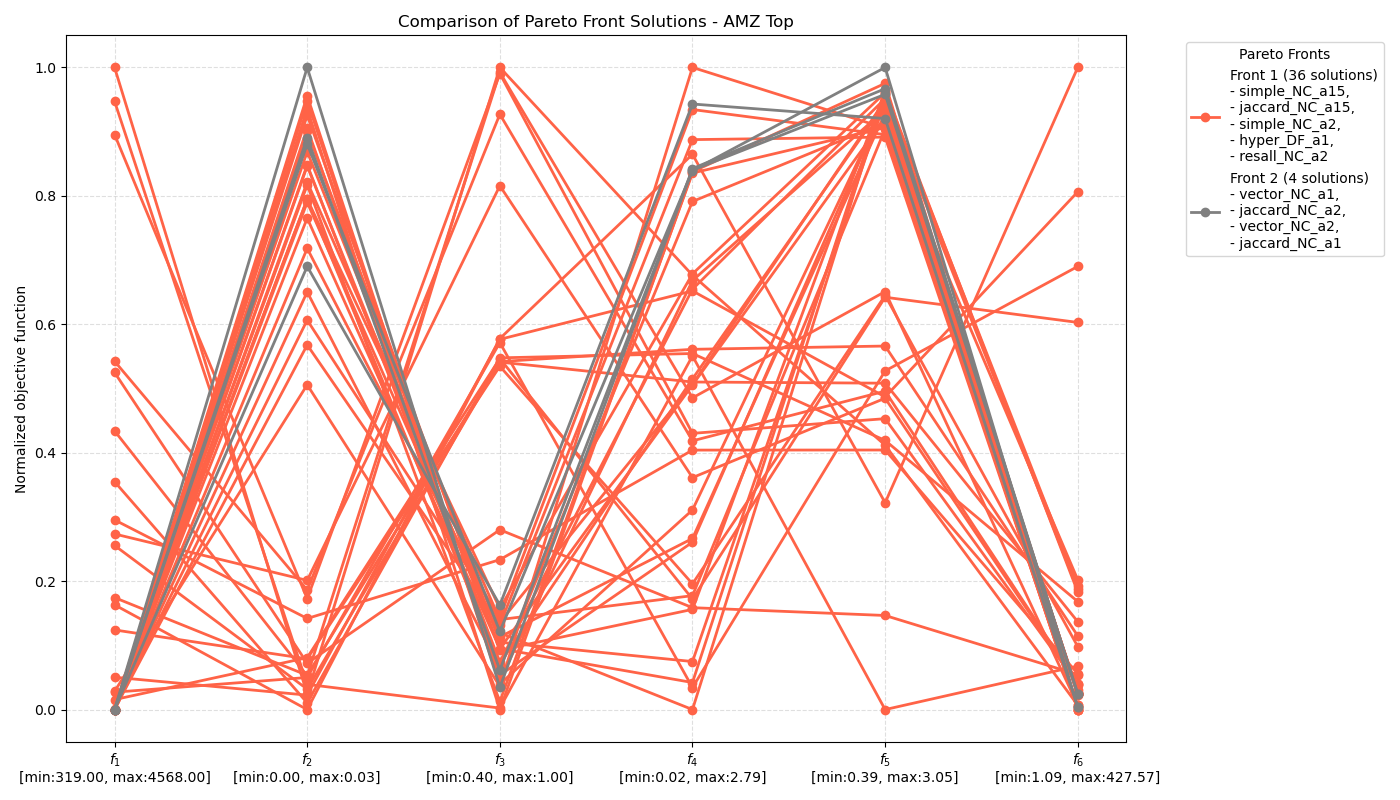 Comparison of Pareto Front Solutions - AMZ Top
Normalized objective function
1.0
0.8
0.6
0.4
0.2
0.0
f1
[min:319.00, max:4568.00]
f2
[min:0.00, max:0.03]
f3
[min:0.40, max:1.00]
f4
[min:0.02, max:2.79]
f5
[min:0.39, max:3.05]
f6
[min:1.09, max:427.57]
Pareto Fronts
Front 1 (36 solutions)
- simple_NC_a15,
- jaccard_NC_a15,
- simple_NC_a2,
- hyper_DF_a1,
- resall_NC_a2
Front 2 (4 solutions)
- vector_NC_a1,
- jaccard_NC_a2,
- vector_NC_a2,
- jaccard_NC_a1